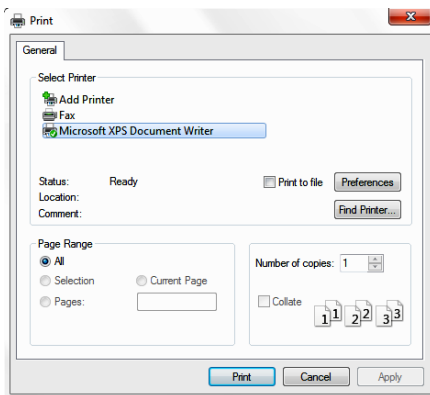 Print
General
Select Printer
Add Printer
Fax
Microsoft XPS Document Writer
Status: Ready
Print to file
Preferences
Location:
Comment:
Find Printer...
Page Range
All
Selection
Current Page
Pages:
Number of copies: 1
Collate
1 1 2 2 3 3
Print Cancel Apply